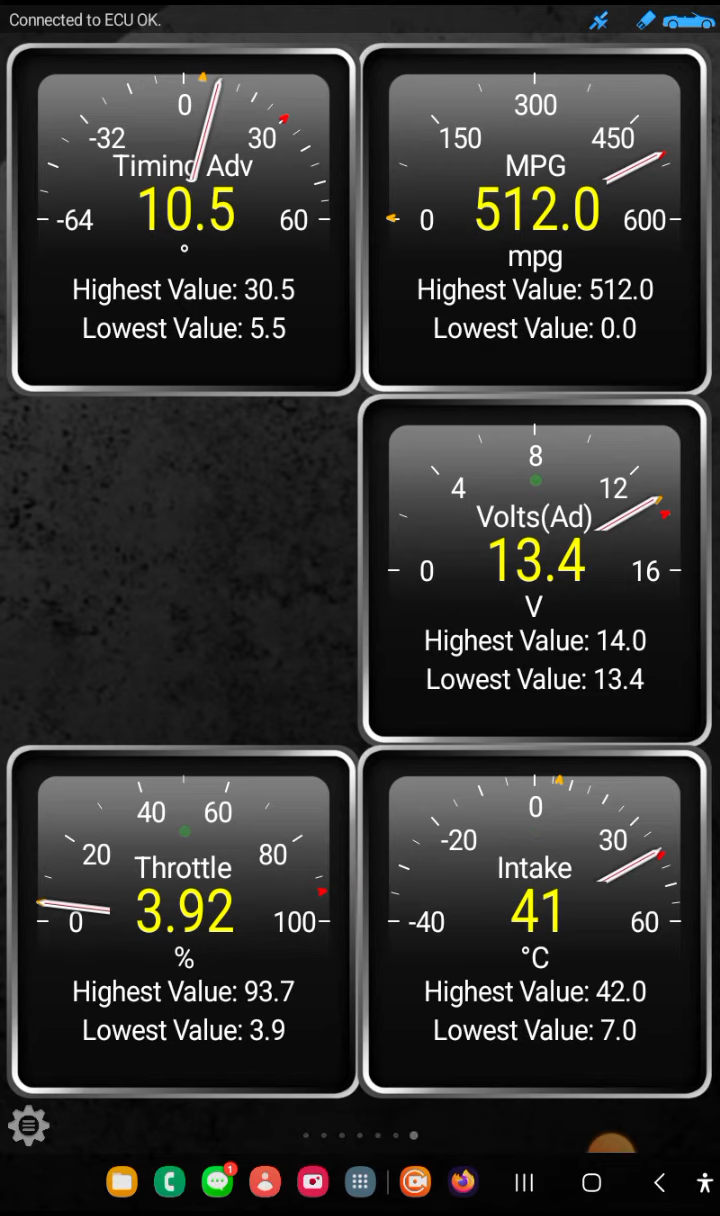 Connected to ECU OK.
0
-32
30
Timing Adv
-64
10.5
60
°
Highest Value: 30.5
Lowest Value: 5.5
300
150
450
MPG
0
512.0
600
mpg
Highest Value: 512.0
Lowest Value: 0.0
8
4
12
Volts(Ad)
0
13.4
16
V
Highest Value: 14.0
Lowest Value: 13.4
40
60
20
80
Throttle
0
3.92
100
%
Highest Value: 93.7
Lowest Value: 3.9
0
-20
30
Intake
-40
41
60
°C
Highest Value: 42.0
Lowest Value: 7.0
1